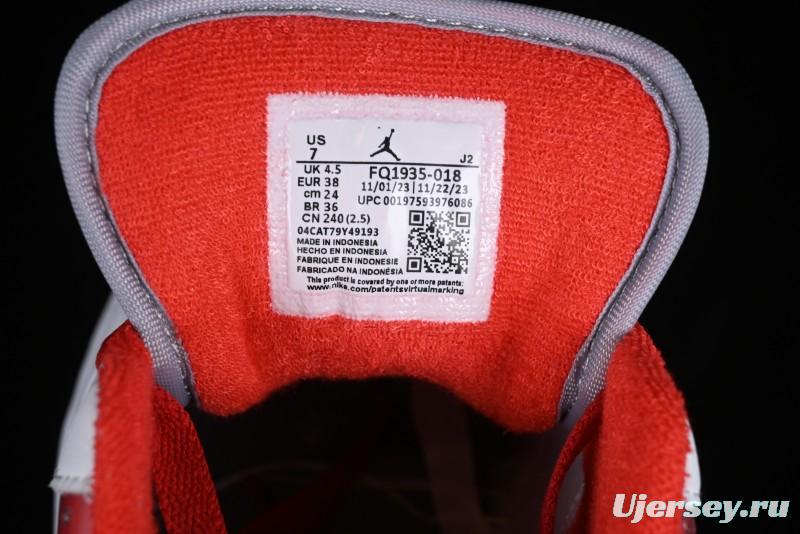 US
7
UK 4.5
EUR 38
cm 24
BR 36
CN 240 (2.5)
04CAT79Y49193
MADE IN INDONESIA
HECHO EN INDONESIA
FABRIQUE EN INDONESIE
FABRICADO NA INDONÉSIA
J2
FQ1935-018
11/01/23 | 11/22/23
UPC 00197593976086
This product is covered by one or more patents:
www.nike.com/patentsvirtualmarking
Ujersey.ru